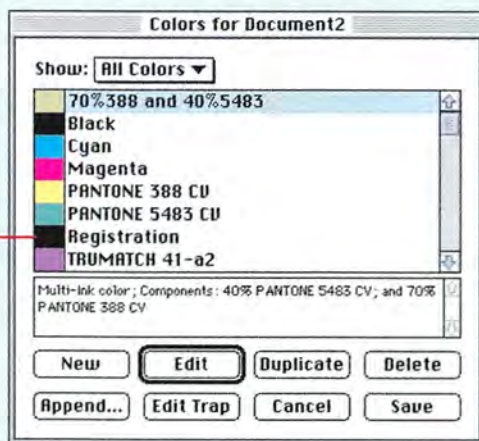 Colors for Document2
Show: All Colors
70%388 and 40%5483
Black
Cyan
Magenta
PANTONE 388 CV
PANTONE 5483 CV
Registration
TRUMATCH 41-a2
Multi-ink color; Components: 40% PANTONE 5483 CV; and 70%
PANTONE 388 CV
New Edit Duplicate Delete
Append... Edit Trap Cancel Save